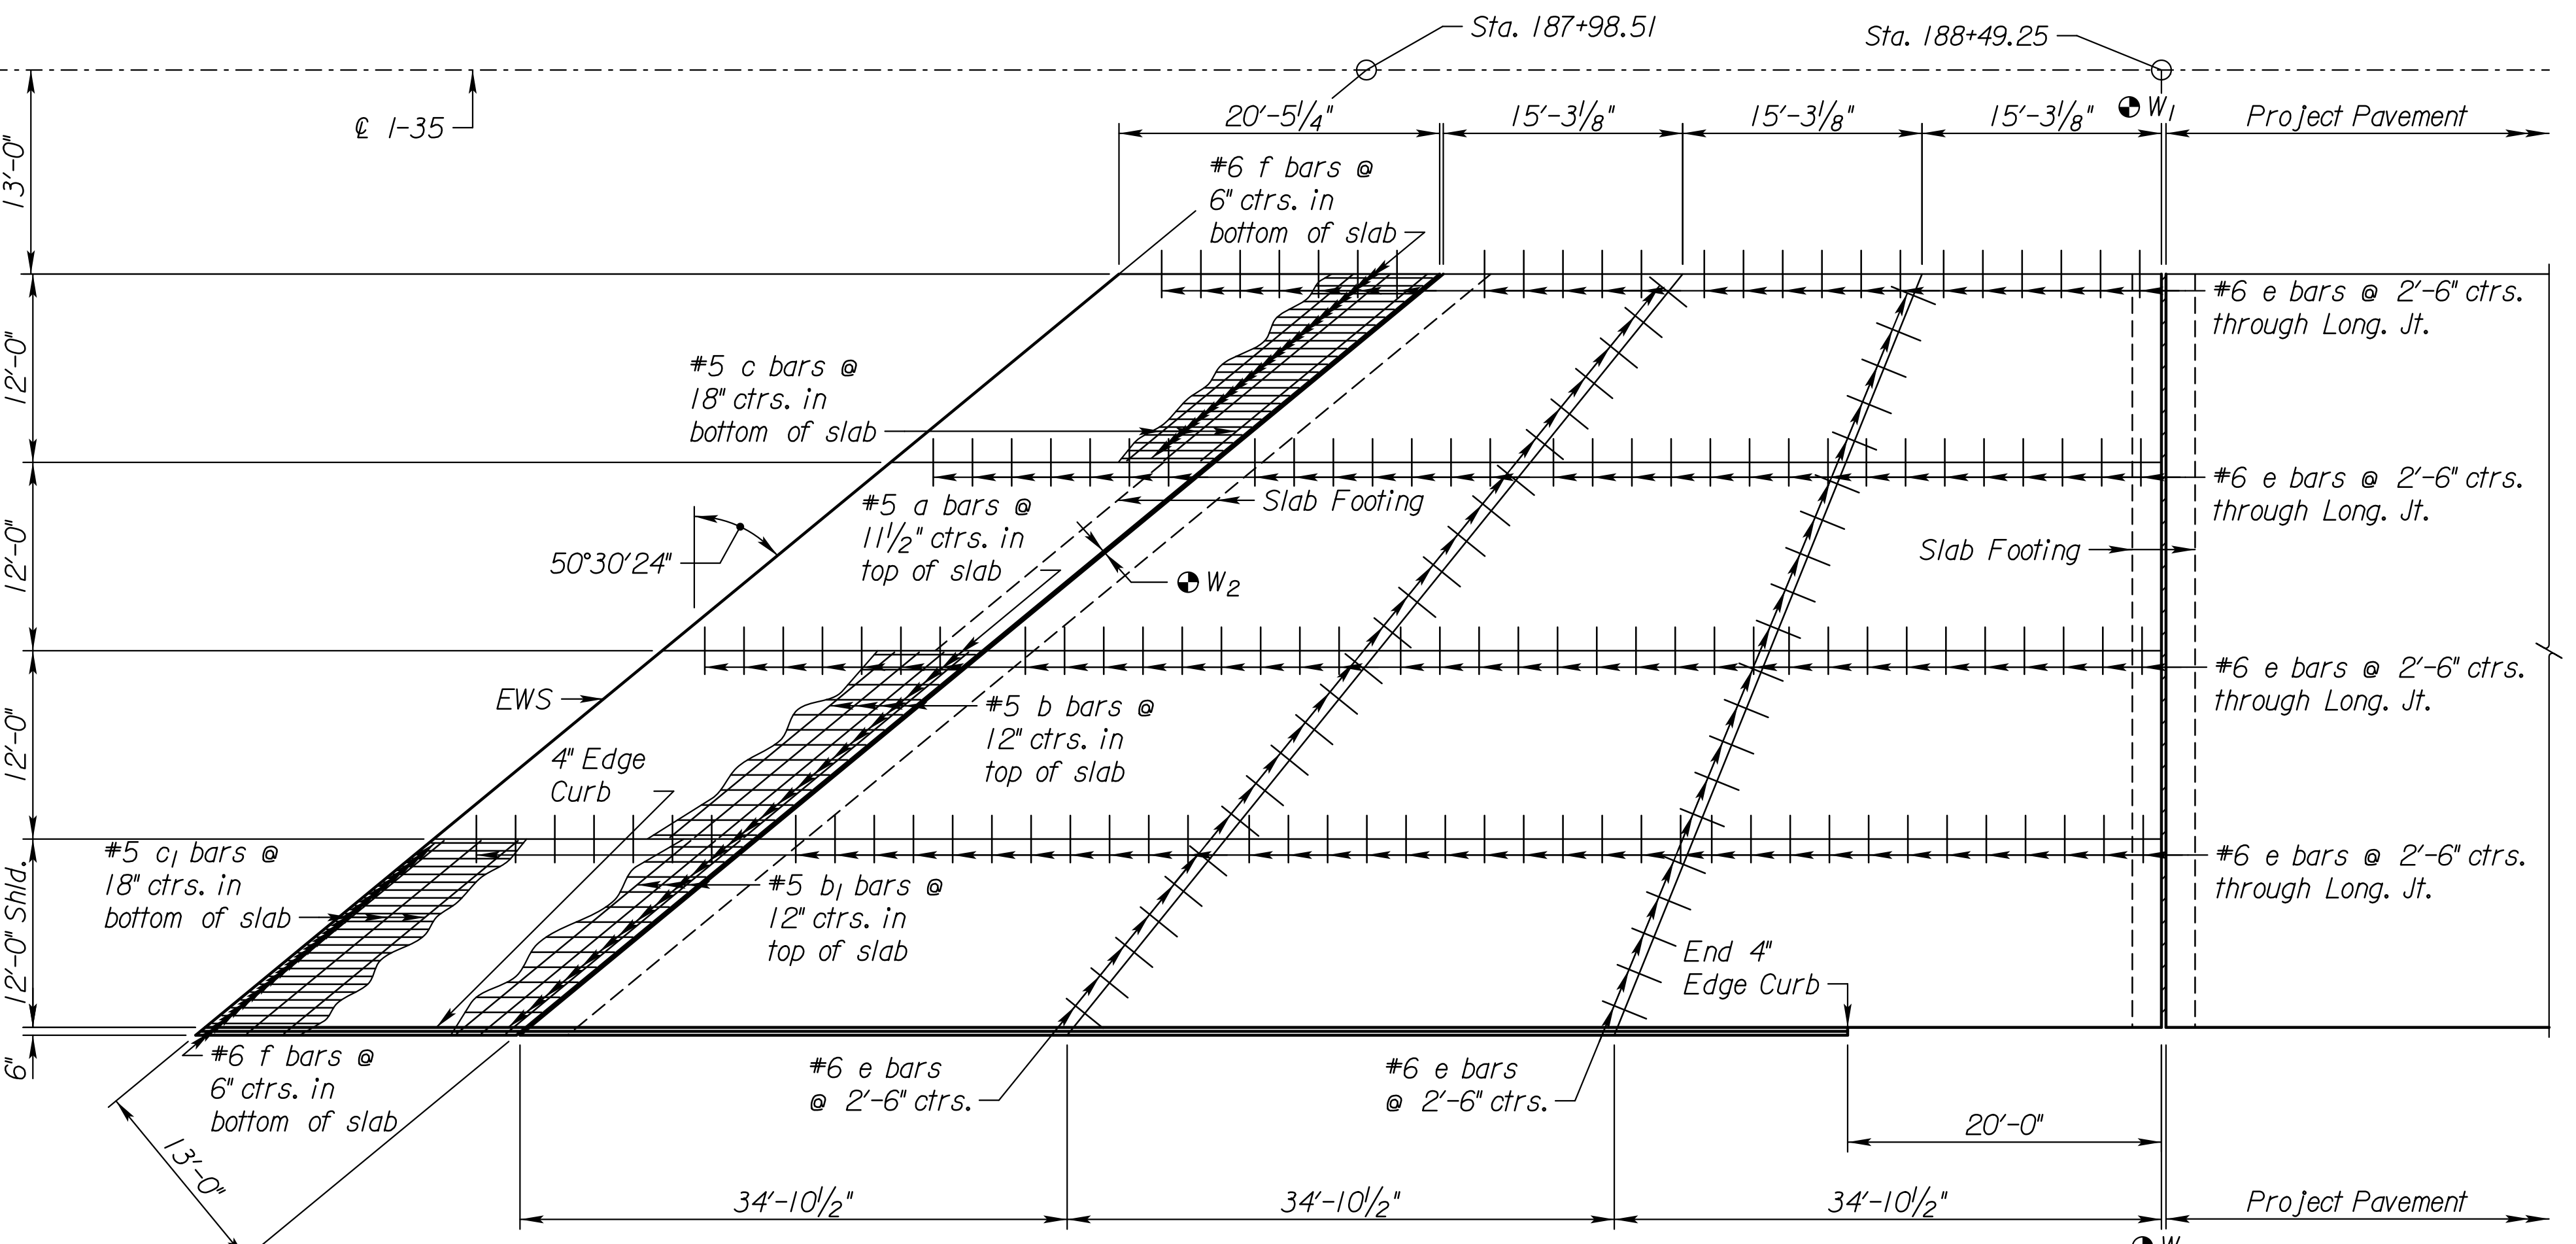 Sta. 187+98.51
Sta. 188+49.25
℄ I-35
20'-5¼"
15'-3⅛"
15'-3⅛"
15'-3⅛"
W1
Project Pavement
13'-0"
#6 f bars @
6" ctrs. in
bottom of slab
#6 e bars @ 2'-6" ctrs.
through Long. Jt.
12'-0"
#5 c bars @
18" ctrs. in
bottom of slab
#6 e bars @ 2'-6" ctrs.
through Long. Jt.
Slab Footing
#5 a bars @
11½" ctrs. in
top of slab
12'-0"
50°30'24"
W2
Slab Footing
#6 e bars @ 2'-6" ctrs.
through Long. Jt.
EWS
#5 b bars @
12" ctrs. in
top of slab
12'-0"
4" Edge
Curb
#5 c1 bars @
18" ctrs. in
bottom of slab
#5 b1 bars @
12" ctrs. in
top of slab
#6 e bars @ 2'-6" ctrs.
through Long. Jt.
12'-0" Shld.
End 4"
Edge Curb
6"
#6 f bars @
6" ctrs. in
bottom of slab
#6 e bars
@ 2'-6" ctrs.
#6 e bars
@ 2'-6" ctrs.
20'-0"
13'-0"
34'-10½"
34'-10½"
34'-10½"
Project Pavement